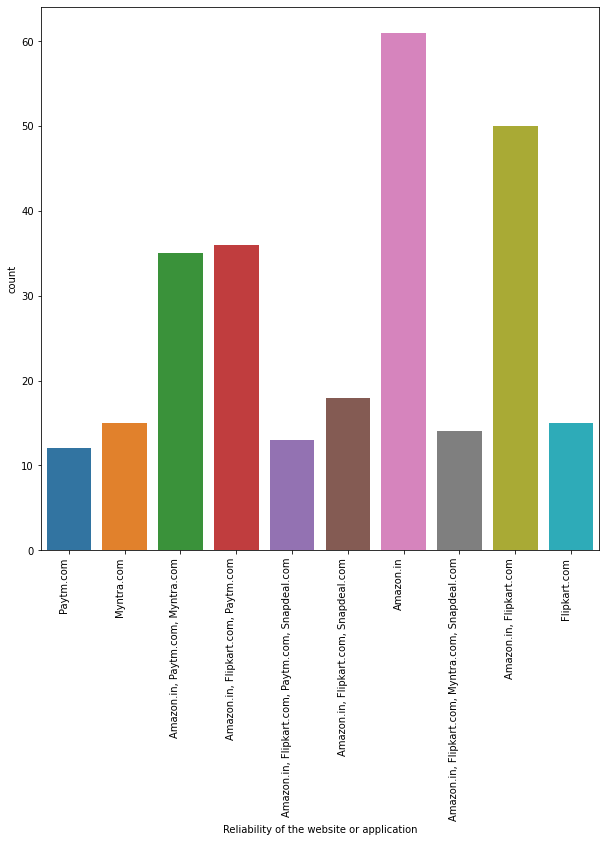 60
50
40
30
20
10
0
count
Paytm.com
Myntra.com
Amazon.in, Paytm.com, Myntra.com
Amazon.in, Flipkart.com, Paytm.com
Amazon.in, Flipkart.com, Paytm.com, Snapdeal.com
Amazon.in, Flipkart.com, Snapdeal.com
Amazon.in
Amazon.in, Flipkart.com, Myntra.com, Snapdeal.com
Amazon.in, Flipkart.com
Flipkart.com
Reliability of the website or application